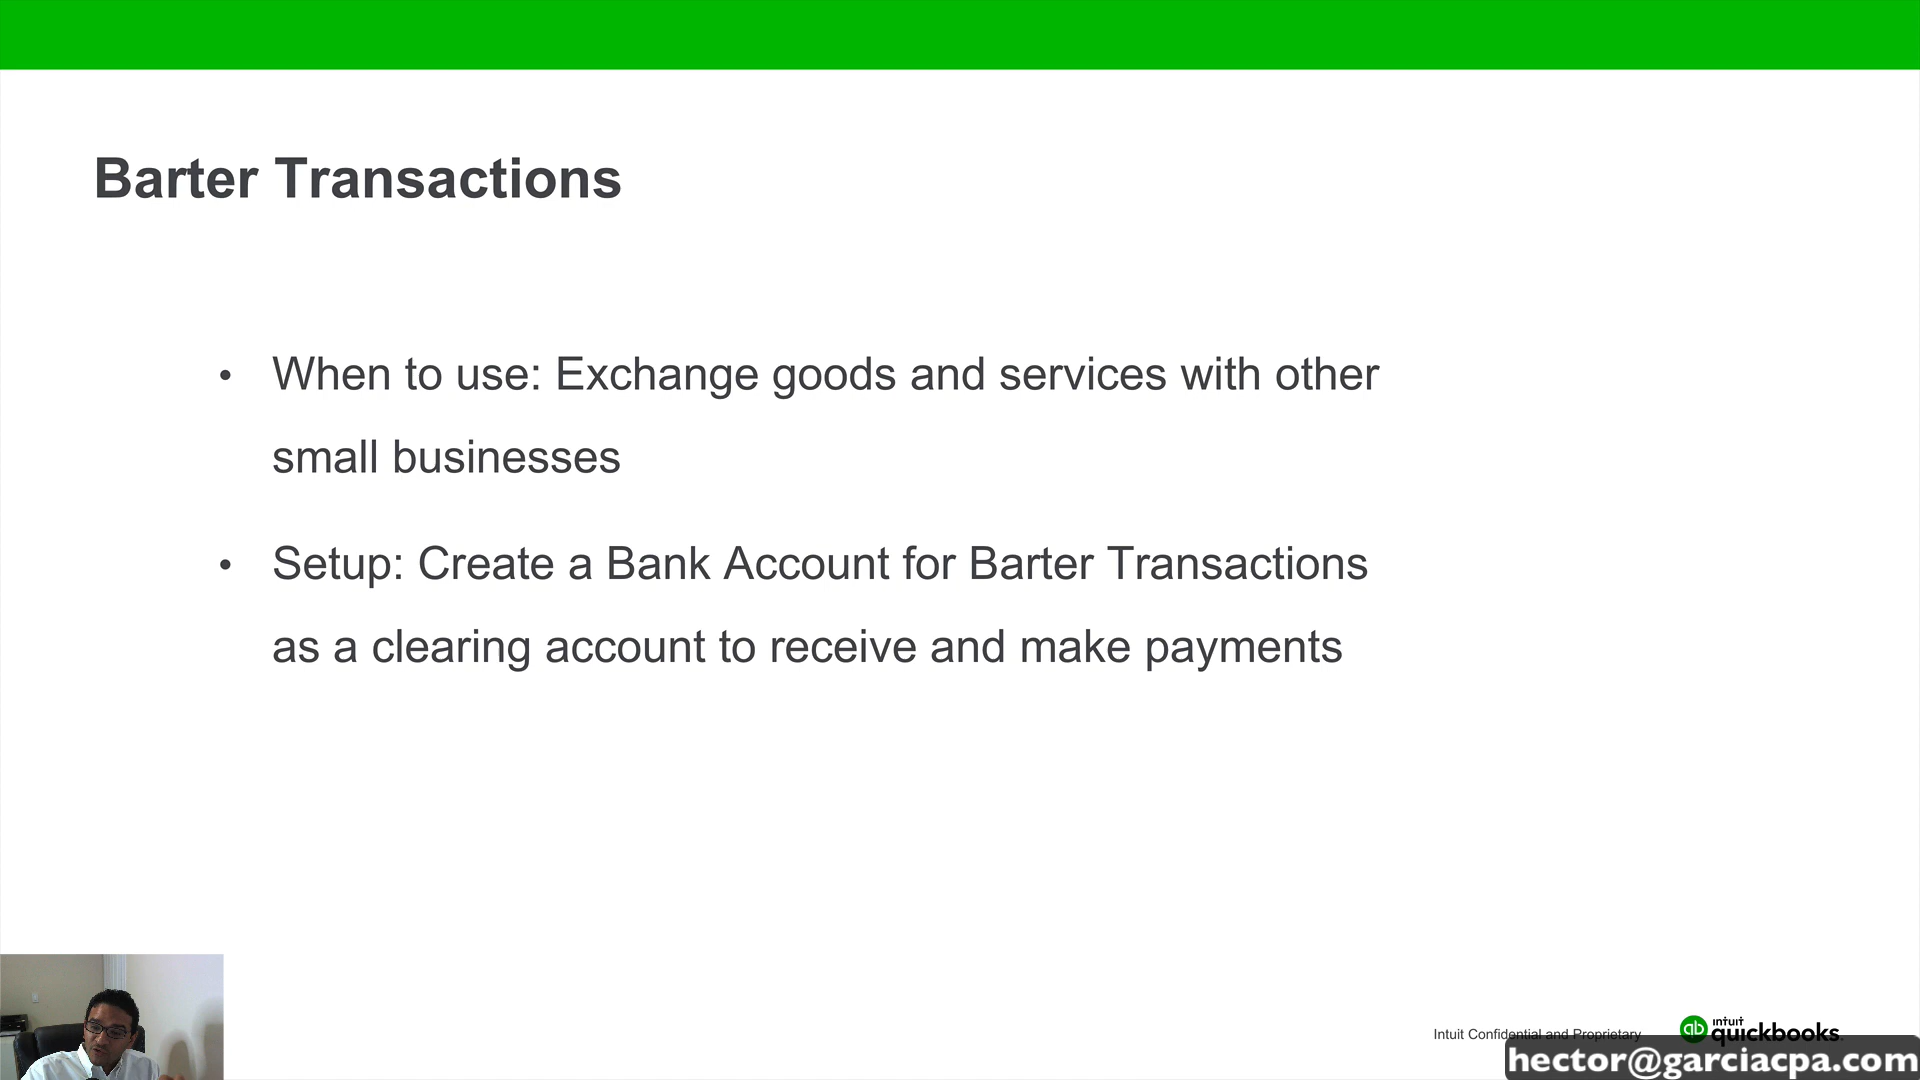 Barter Transactions
• When to use: Exchange goods and services with other
small businesses
• Setup: Create a Bank Account for Barter Transactions
as a clearing account to receive and make payments
Intuit Confidential and Proprietary
qb intuit
quickbooks.
hector@garciacpa.com